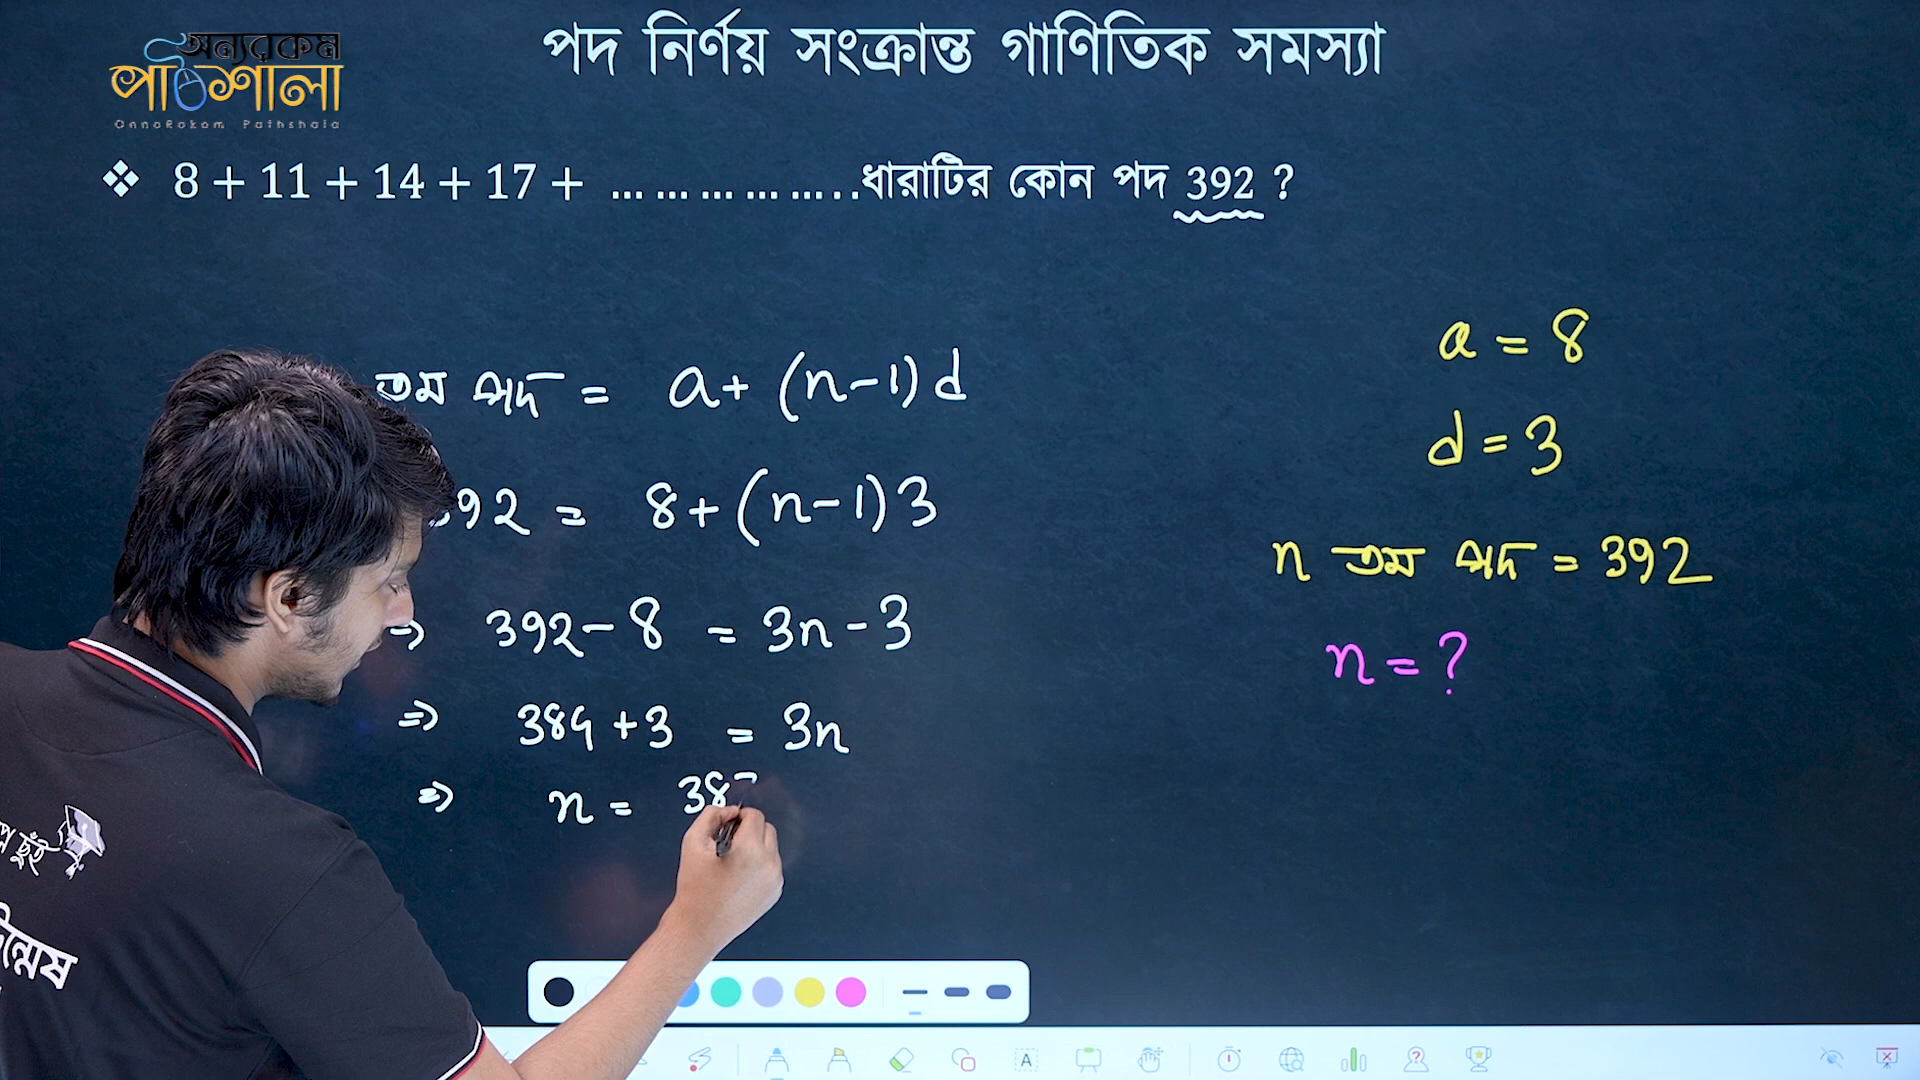 অন্যরকম
পাঠশালা
OnnoRokom Pathshala
পদ নির্ণয় সংক্রান্ত গাণিতিক সমস্যা
❖ 8 + 11 + 14 + 17 + ... ... ... ... ... . . ধারাটির কোন পদ 392 ?
তম পদ = a + (n-1) d
92 = 8 + (n-1) 3
⇒ 392 - 8 = 3n - 3
⇒ 384 + 3 = 3n
⇒ n = 387
a = 8
d = 3
n তম পদ = 392
n = ?
ছুঁই
A